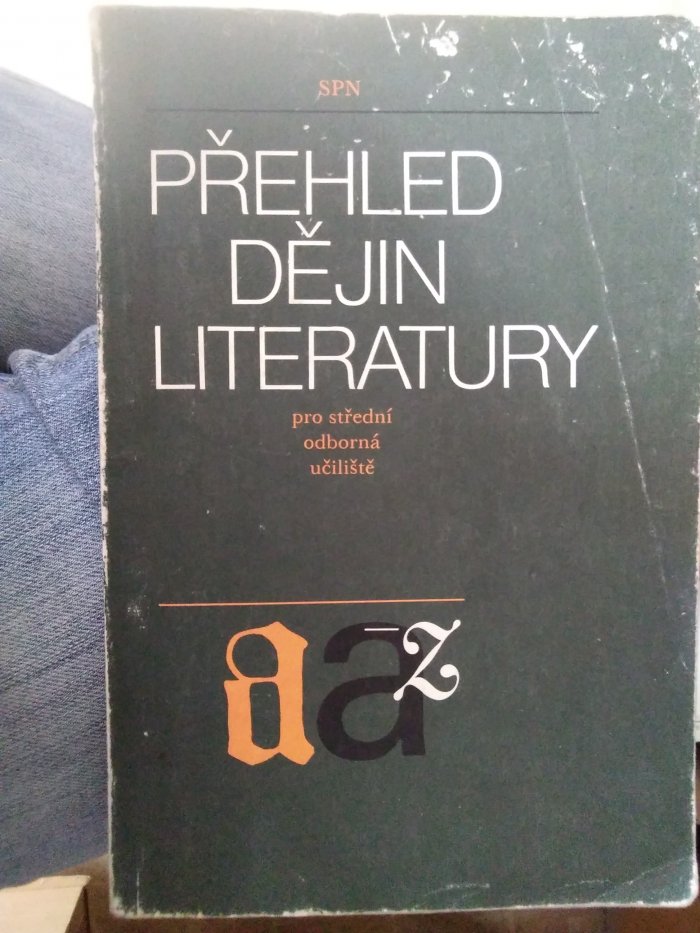 SPN
PŘEHLED
DĚJIN
LITERATURY
pro střední
odborná
učiliště
a a–z